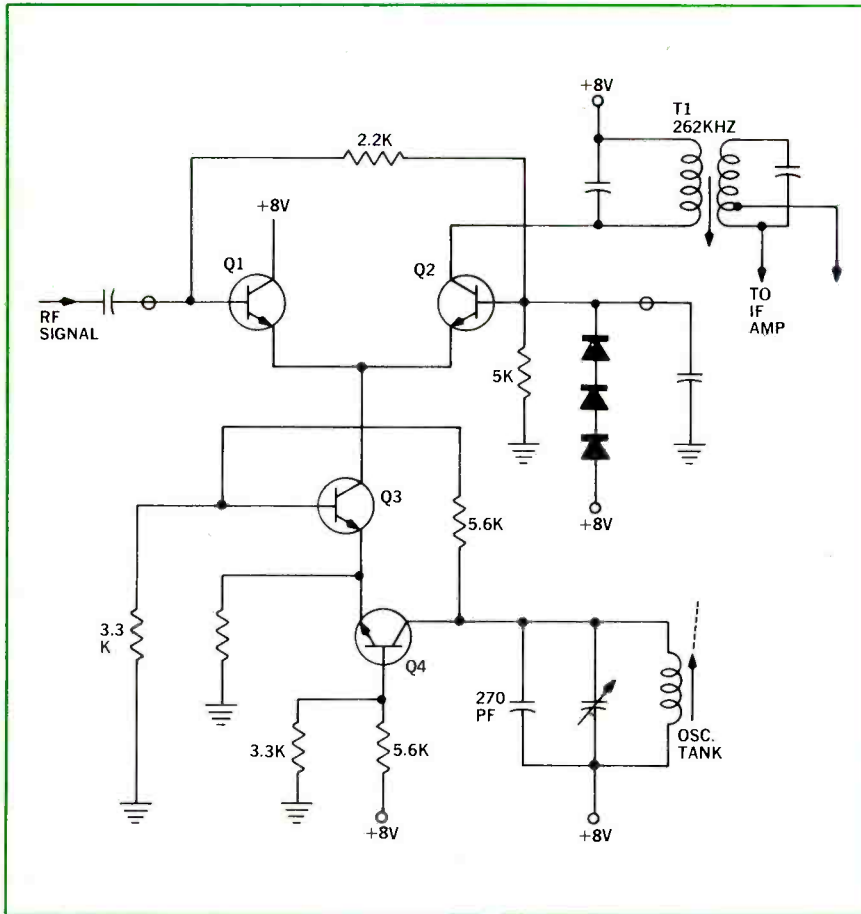 +8V
T1
262KHZ
2.2K
+8V
Q1
Q2
RF
SIGNAL
TO
IF
AMP
5K
+8V
Q3
5.6K
3.3
K
Q4
270
PF
OSC.
TANK
3.3K
5.6K
+8V
+8V